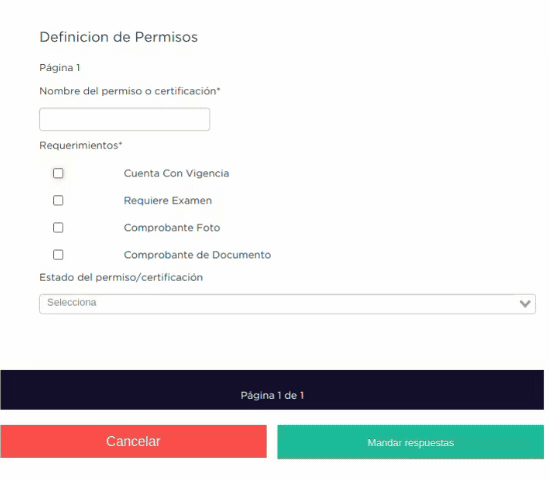 Definicion de Permisos
Página 1
Nombre del permiso o certificación*
Requerimientos*
Cuenta Con Vigencia
Requiere Examen
Comprobante Foto
Comprobante de Documento
Estado del permiso/certificación
Selecciona
Página 1 de 1
Cancelar
Mandar respuestas